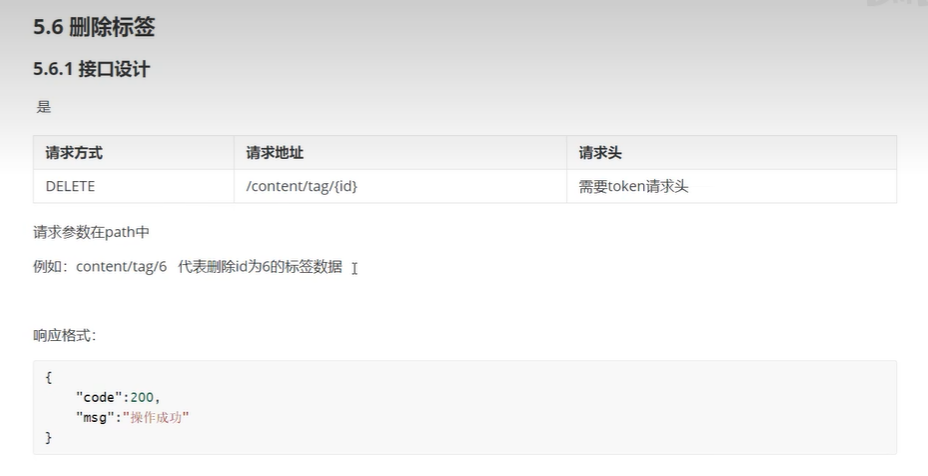 5.6 删除标签
5.6.1 接口设计
是
请求方式 请求地址 请求头
DELETE /content/tag/{id} 需要token请求头
请求参数在path中
例如：content/tag/6 代表删除id为6的标签数据
响应格式：
{
"code":200,
"msg":"操作成功"
}